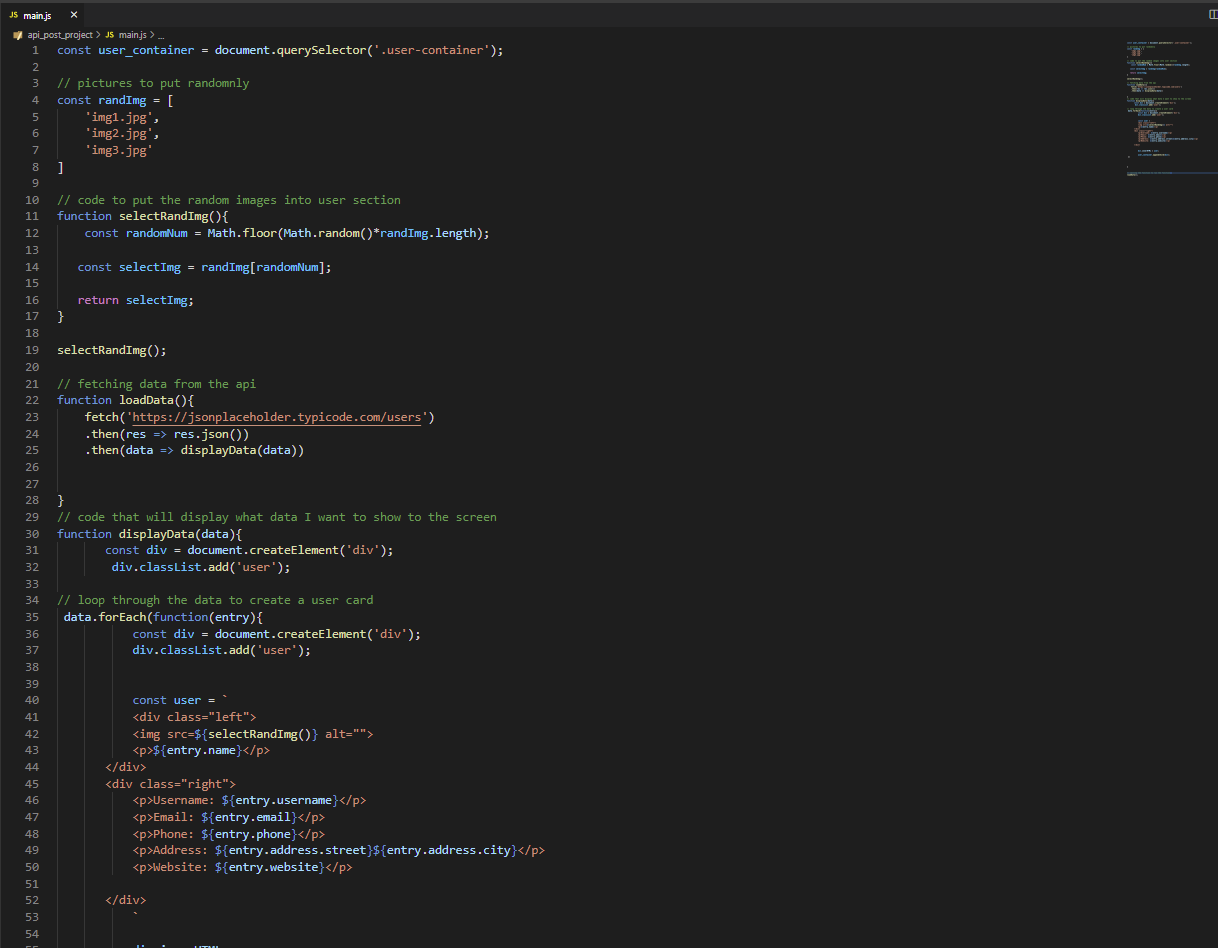 JS main.js ×
api_post_project > JS main.js > ...
1 const user_container = document.querySelector('.user-container');
2
3 // pictures to put randomnly
4 const randImg = [
5     'img1.jpg',
6     'img2.jpg',
7     'img3.jpg'
8 ]
9
10 // code to put the random images into user section
11 function selectRandImg(){
12     const randomNum = Math.floor(Math.random()*randImg.length);
13
14    const selectImg = randImg[randomNum];
15
16    return selectImg;
17 }
18
19 selectRandImg();
20
21 // fetching data from the api
22 function loadData(){
23     fetch('https://jsonplaceholder.typicode.com/users')
24     .then(res => res.json())
25     .then(data => displayData(data))
26
27
28 }
29 // code that will display what data I want to show to the screen
30 function displayData(data){
31        const div = document.createElement('div');
32         div.classList.add('user');
33
34 // loop through the data to create a user card
35  data.forEach(function(entry){
36            const div = document.createElement('div');
37            div.classList.add('user');
38
39
40            const user = `
41            <div class="left">
42            <img src=${selectRandImg()} alt="">
43            <p>${entry.name}</p>
44        </div>
45        <div class="right">
46            <p>Username: ${entry.username}</p>
47            <p>Email: ${entry.email}</p>
48            <p>Phone: ${entry.phone}</p>
49            <p>Address: ${entry.address.street}${entry.address.city}</p>
50            <p>Website: ${entry.website}</p>
51
52        </div>
53            `
54